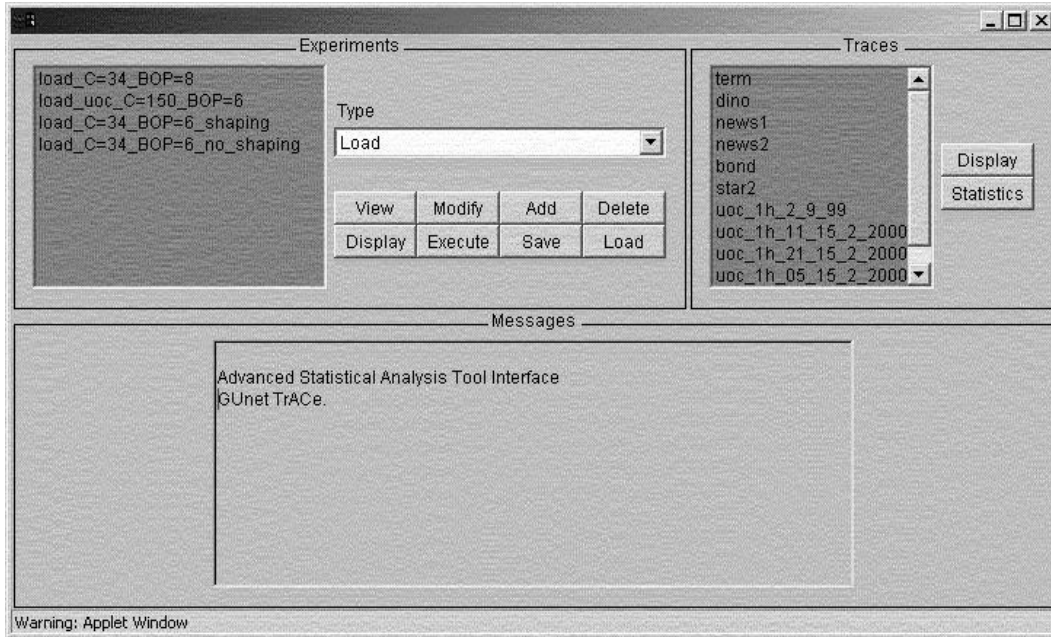 Experiments
load_C=34_BOP=8
load_uoc_C=150_BOP=6
load_C=34_BOP=6_shaping
load_C=34_BOP=6_no_shaping
Type
Load
View Modify Add Delete
Display Execute Save Load
Traces
term
dino
news1
news2
bond
star2
uoc_1h_2_9_99
uoc_1h_11_15_2_2000
uoc_1h_21_15_2_2000
uoc_1h_05_15_2_2000
Display
Statistics
Messages
Advanced Statistical Analysis Tool Interface
GUnet TrACe.
Warning: Applet Window